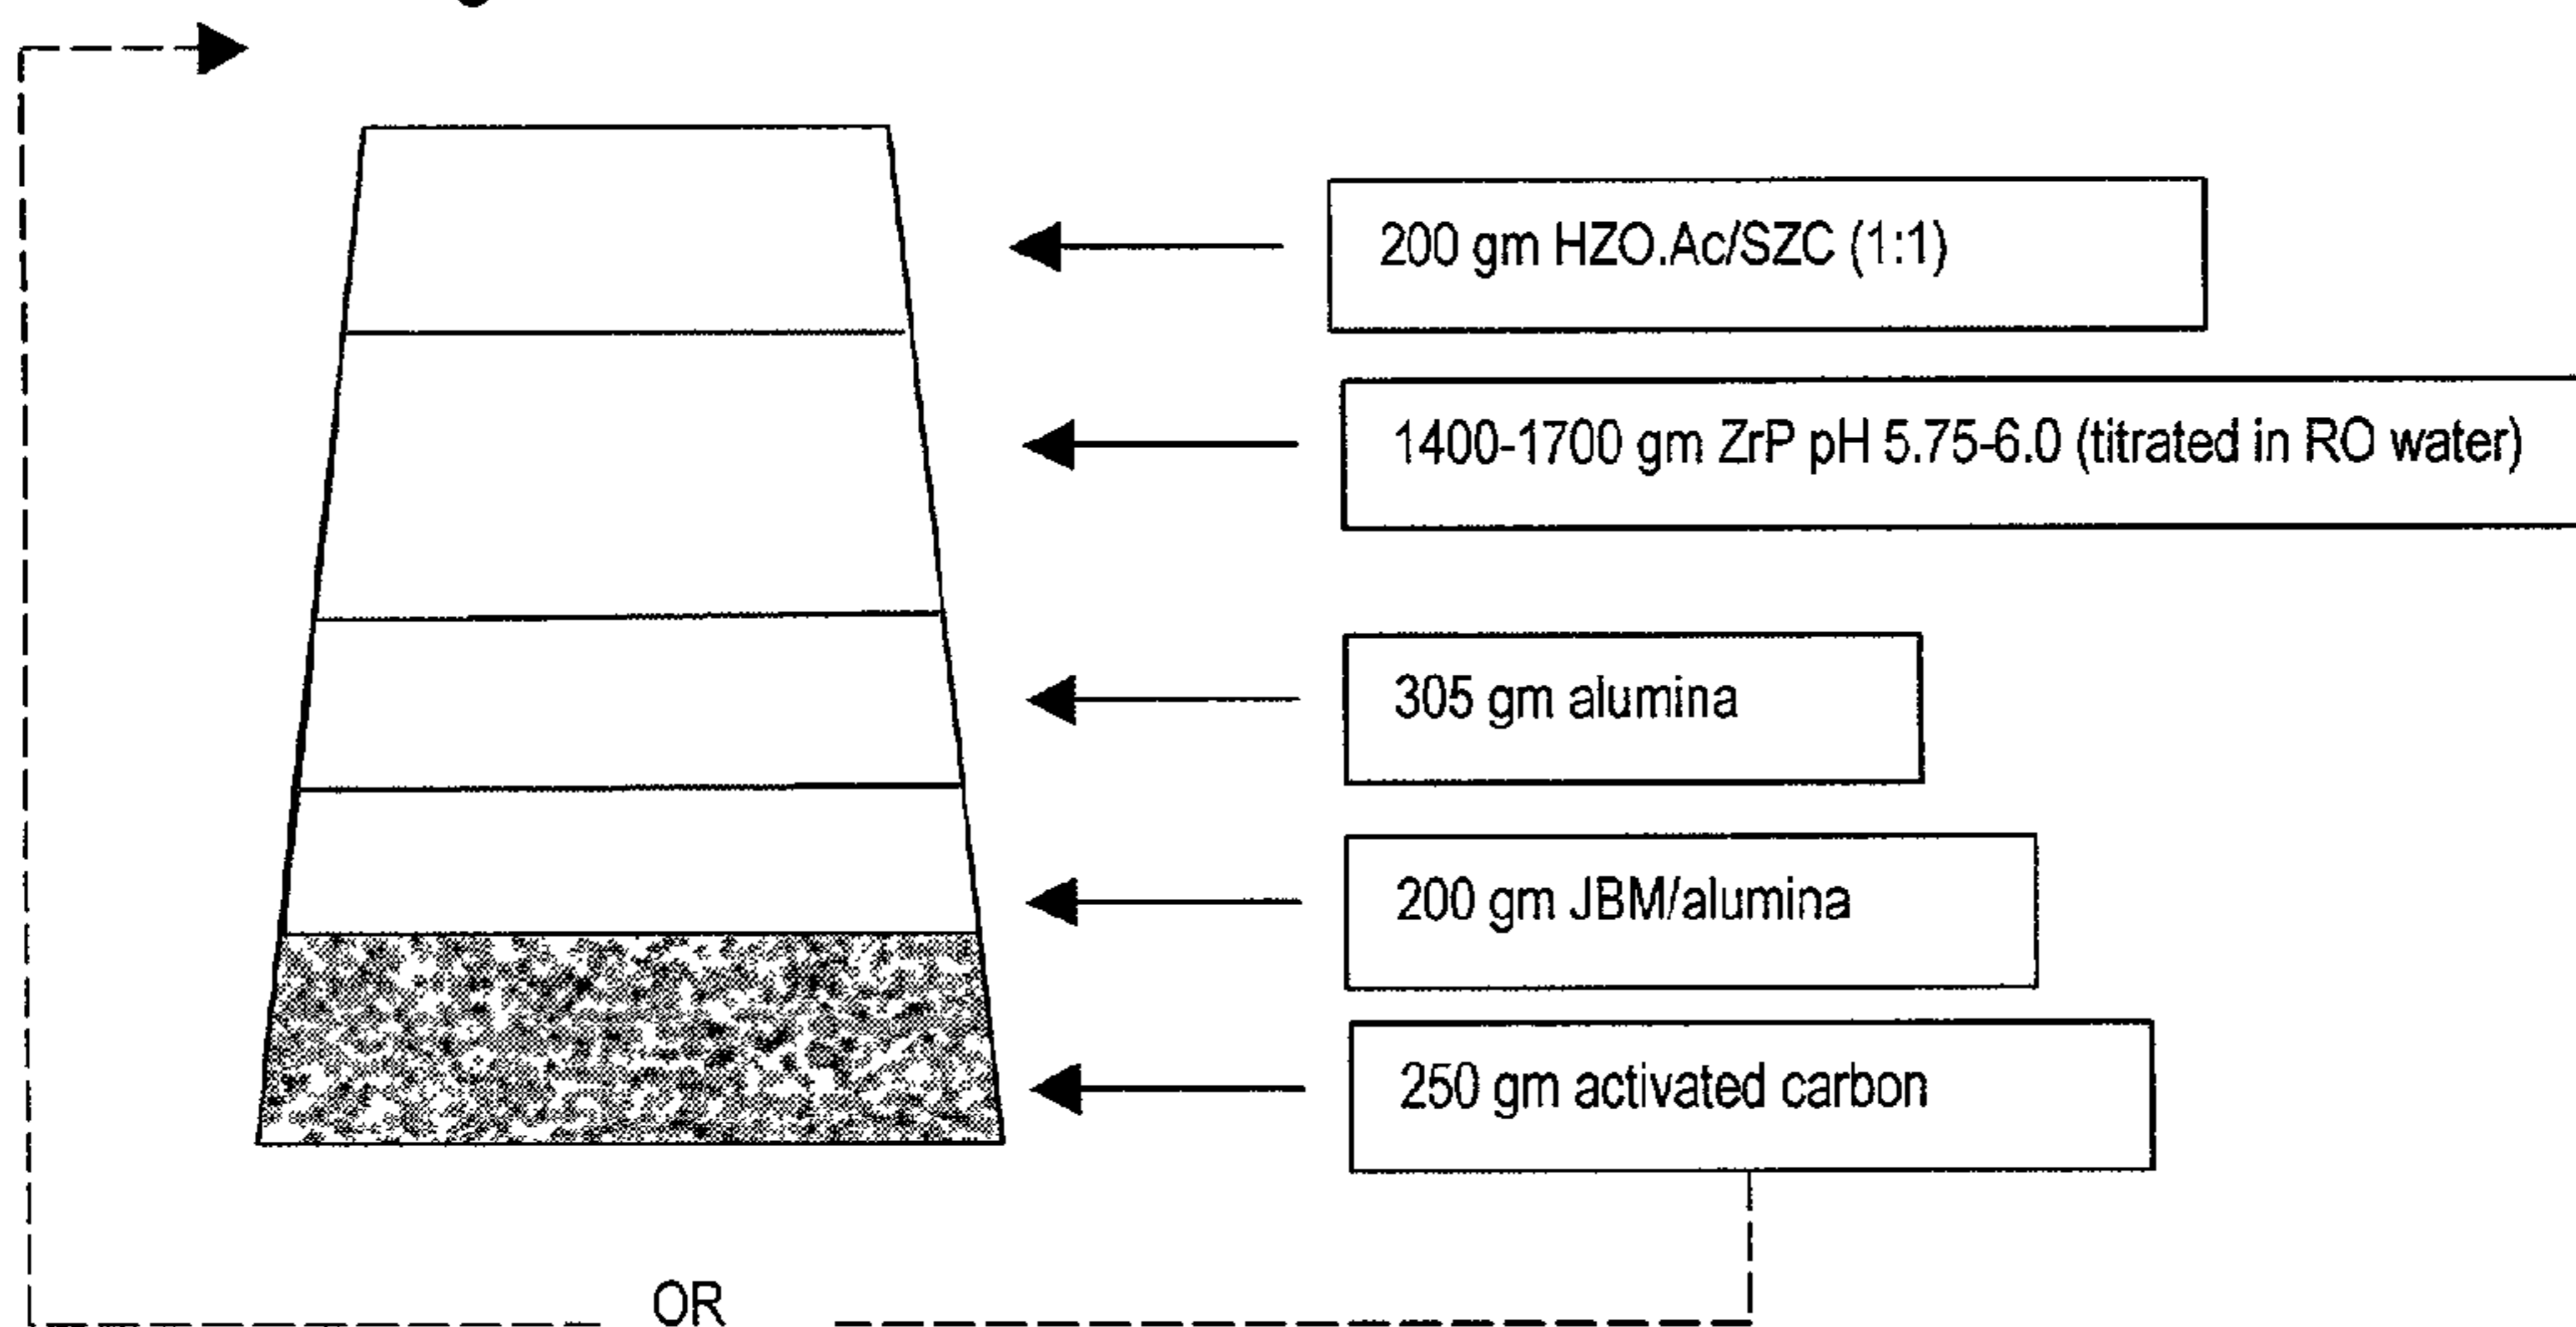 200 gm HZO.Ac/SZC (1:1)
1400-1700 gm ZrP pH 5.75-6.0 (titrated in RO water)
305 gm alumina
200 gm JBM/alumina
250 gm activated carbon
OR